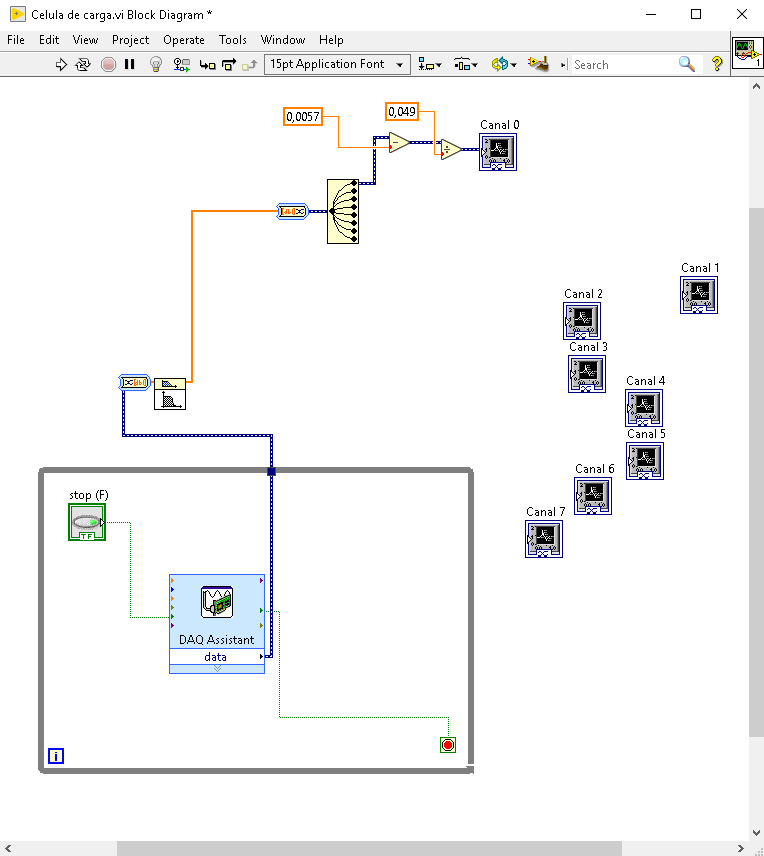 Celula de carga.vi Block Diagram *
File Edit View Project Operate Tools Window Help
15pt Application Font
Search
?
1
0,0057
0,049
Canal 0
Canal 1
Canal 2
Canal 3
Canal 4
Canal 5
Canal 6
Canal 7
stop (F)
TF
DAQ Assistant
data
i